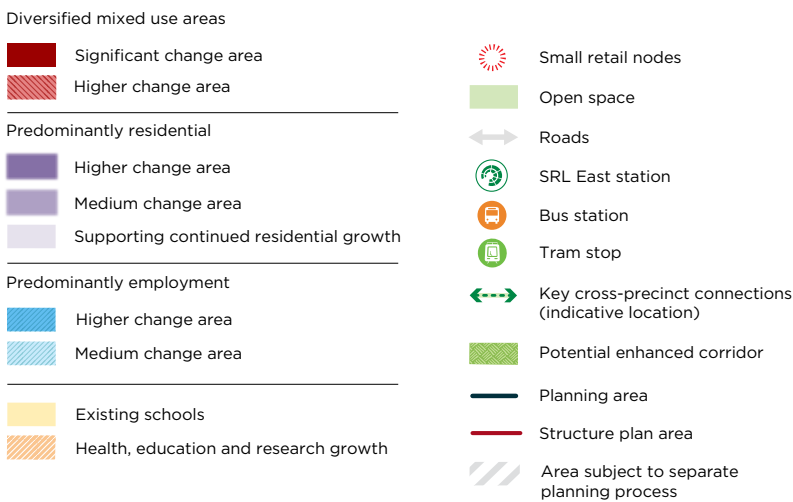 Diversified mixed use areas
Significant change area
Higher change area
Predominantly residential
Higher change area
Medium change area
Supporting continued residential growth
Predominantly employment
Higher change area
Medium change area
Existing schools
Health, education and research growth
Small retail nodes
Open space
Roads
SRL East station
Bus station
Tram stop
Key cross-precinct connections
(indicative location)
Potential enhanced corridor
Planning area
Structure plan area
Area subject to separate
planning process